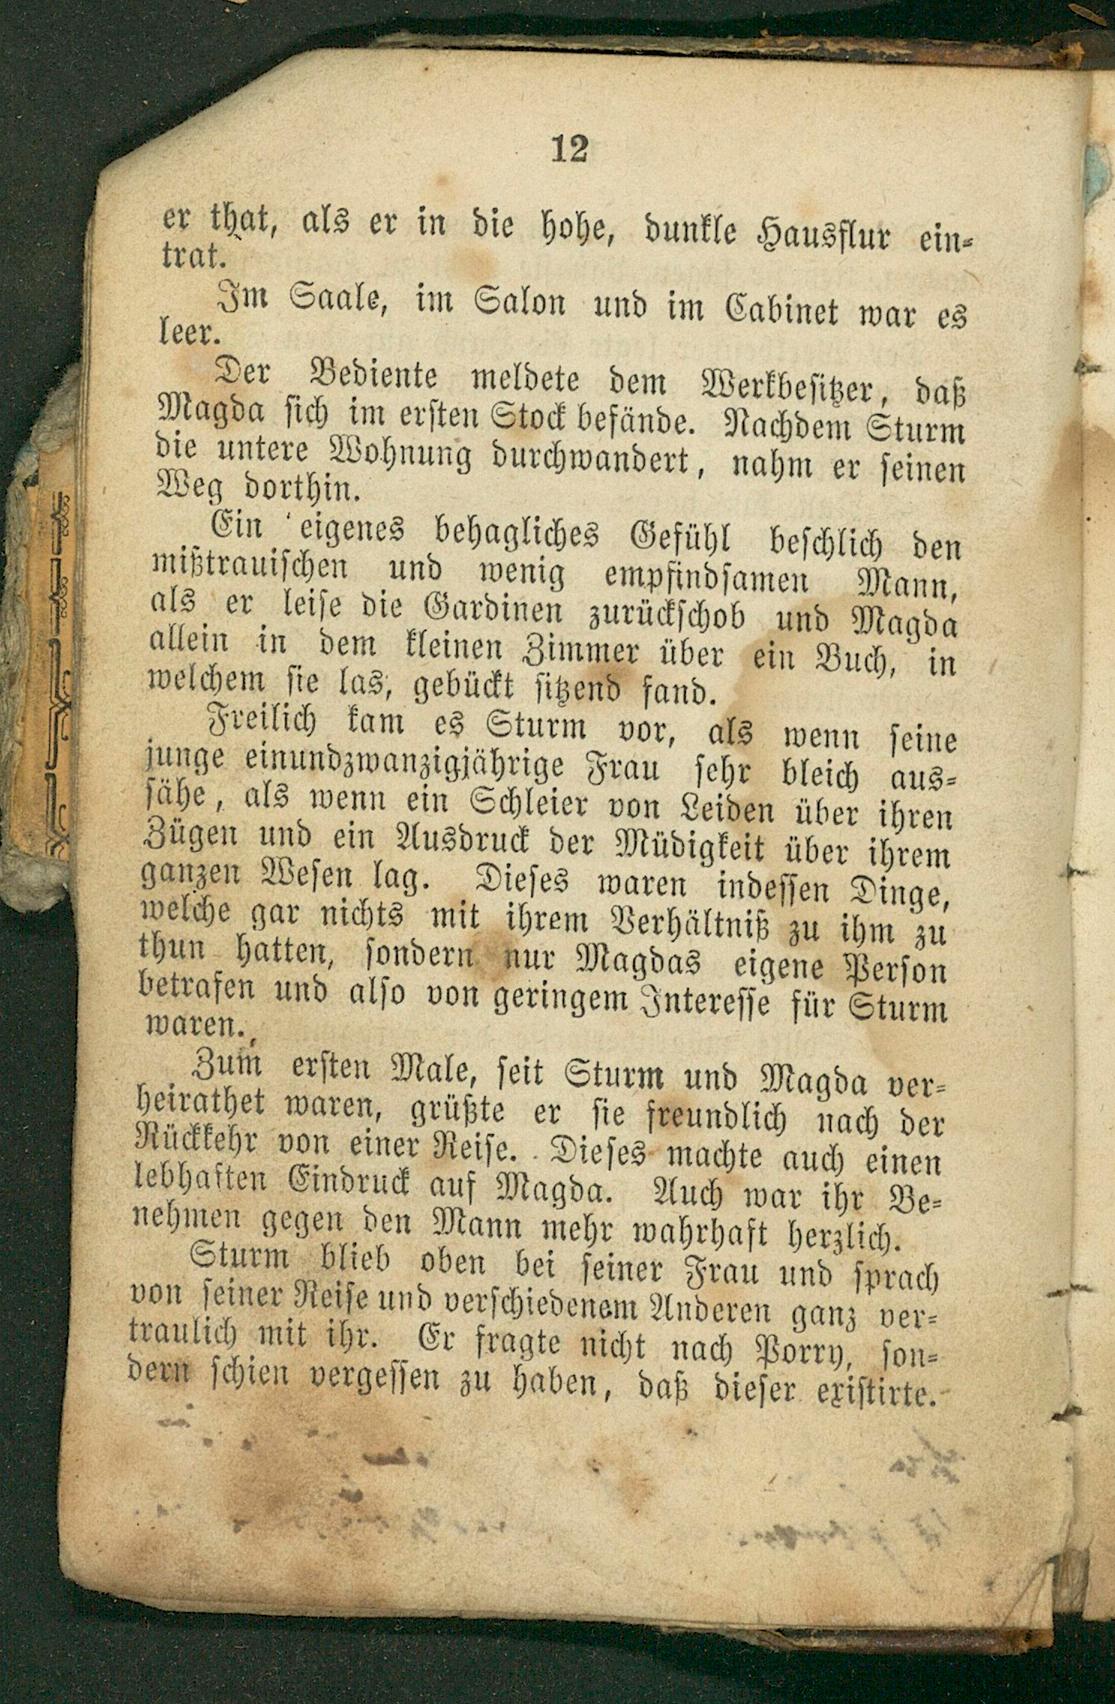 12
er that, als er in die hohe, dunkle Hausflur ein-
trat.
Im Saale, im Salon und im Cabinet war es
leer.
Der Bediente meldete dem Werkbesitzer, daß
Magda sich im ersten Stock befände. Nachdem Sturm
die untere Wohnung durchwandert, nahm er seinen
Weg dorthin.
Ein eigenes behagliches Gefühl beschlich den
mißtrauischen und wenig empfindsamen Mann,
als er leise die Gardinen zurückschob und Magda
allein in dem kleinen Zimmer über ein Buch, in
welchem sie las, gebückt sitzend fand.
Freilich kam es Sturm vor, als wenn seine
junge einundzwanzigjährige Frau sehr bleich aus-
sähe, als wenn ein Schleier von Leiden über ihren
Zügen und ein Ausdruck der Müdigkeit über ihrem
ganzen Wesen lag. Dieses waren indessen Dinge,
welche gar nichts mit ihrem Verhältniß zu ihm zu
thun hatten, sondern nur Magdas eigene Person
betrafen und also von geringem Interesse für Sturm
waren.
Zum ersten Male, seit Sturm und Magda ver-
heirathet waren, grüßte er sie freundlich nach der
Rückkehr von einer Reise. Dieses machte auch einen
lebhaften Eindruck auf Magda. Auch war ihr Be-
nehmen gegen den Mann mehr wahrhaft herzlich.
Sturm blieb oben bei seiner Frau und sprach
von seiner Reise und verschiedenem Anderen ganz ver-
traulich mit ihr. Er fragte nicht nach Porry, son-
dern schien vergessen zu haben, daß dieser existirte.